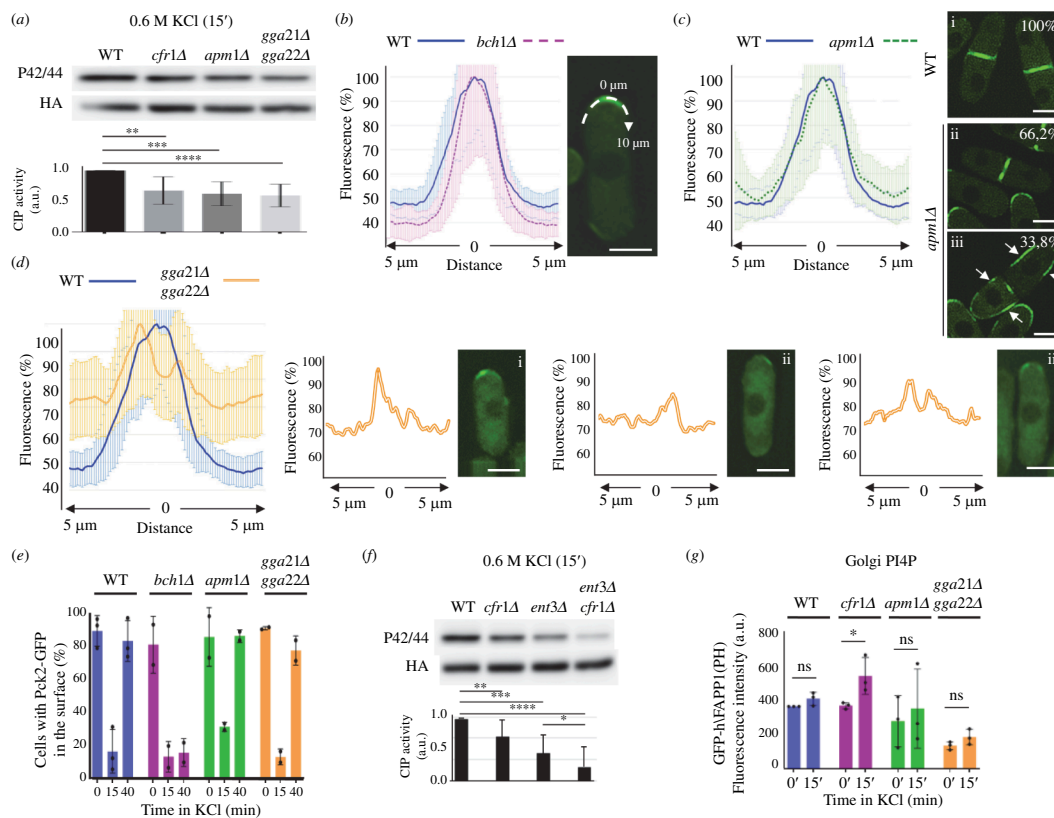 (a)
0.6 M KCl (15′)
WT cfr1Δ apm1Δ gga21Δ gga22Δ
P42/44
HA
**
***
****
CIP activity (a.u.)
1.0
0.5
0.0
(b)
WT bch1Δ
Fluorescence (%)
100
90
80
70
60
50
40
0
5 μm Distance 5 μm
0 μm
10 μm
(c)
WT apm1Δ
Fluorescence (%)
100
90
80
70
60
50
40
0
5 μm Distance 5 μm
WT
i 100%
apm1Δ
ii 66,2%
iii 33,8%
(d)
WT gga21Δ gga22Δ
Fluorescence (%)
100
90
80
70
60
50
40
0
5 μm Distance 5 μm
Fluorescence (%)
100
90
80
70
60
0
5 μm 5 μm
i
Fluorescence (%)
100
90
80
70
60
0
5 μm 5 μm
ii
Fluorescence (%)
100
90
80
70
60
0
5 μm 5 μm
(e)
WT bch1Δ apm1Δ gga21Δ gga22Δ
Cells with Pck2-GFP
in the surface (%)
100
80
60
40
20
0
0 15 40 0 15 40 0 15 40 0 15 40
Time in KCl (min)
(f)
0.6 M KCl (15′)
WT cfr1Δ ent3Δ ent3Δ cfr1Δ
P42/44
HA
**
***
****
*
CIP activity (a.u.)
1.0
0.5
0.0
(g)
Golgi PI4P
WT cfr1Δ apm1Δ gga21Δ gga22Δ
GFP-h\FAPP1(PH)
Fluorescence intensity (a.u.)
800
600
400
200
0
ns * ns ns
0′ 15′ 0′ 15′ 0′ 15′ 0′ 15′
Time in KCl (min)